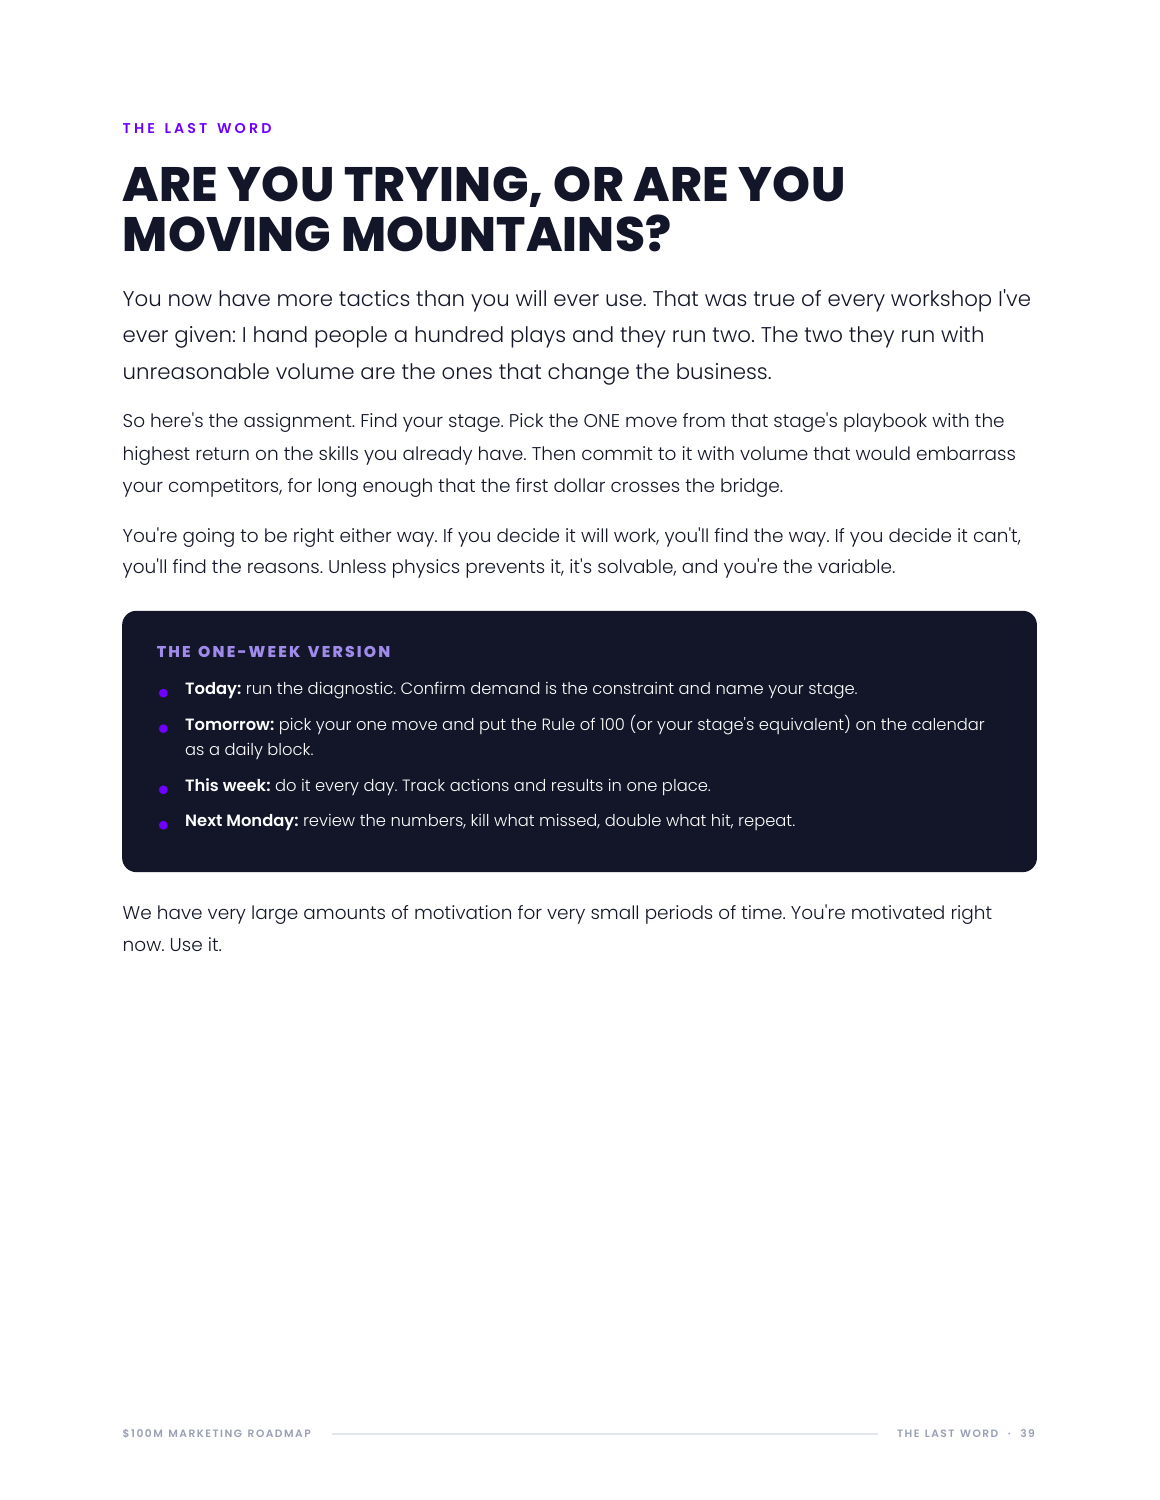 THE LAST WORD
ARE YOU TRYING, OR ARE YOU
MOVING MOUNTAINS?
You now have more tactics than you will ever use. That was true of every workshop I've
ever given: I hand people a hundred plays and they run two. The two they run with
unreasonable volume are the ones that change the business.
So here's the assignment. Find your stage. Pick the ONE move from that stage's playbook with the
highest return on the skills you already have. Then commit to it with volume that would embarrass
your competitors, for long enough that the first dollar crosses the bridge.
You're going to be right either way. If you decide it will work, you'll find the way. If you decide it can't,
you'll find the reasons. Unless physics prevents it, it's solvable, and you're the variable.
THE ONE-WEEK VERSION
Today: run the diagnostic. Confirm demand is the constraint and name your stage.
Tomorrow: pick your one move and put the Rule of 100 (or your stage's equivalent) on the calendar
as a daily block.
This week: do it every day. Track actions and results in one place.
Next Monday: review the numbers, kill what missed, double what hit, repeat.
We have very large amounts of motivation for very small periods of time. You're motivated right
now. Use it.
$100M MARKETING ROADMAP
THE LAST WORD · 39